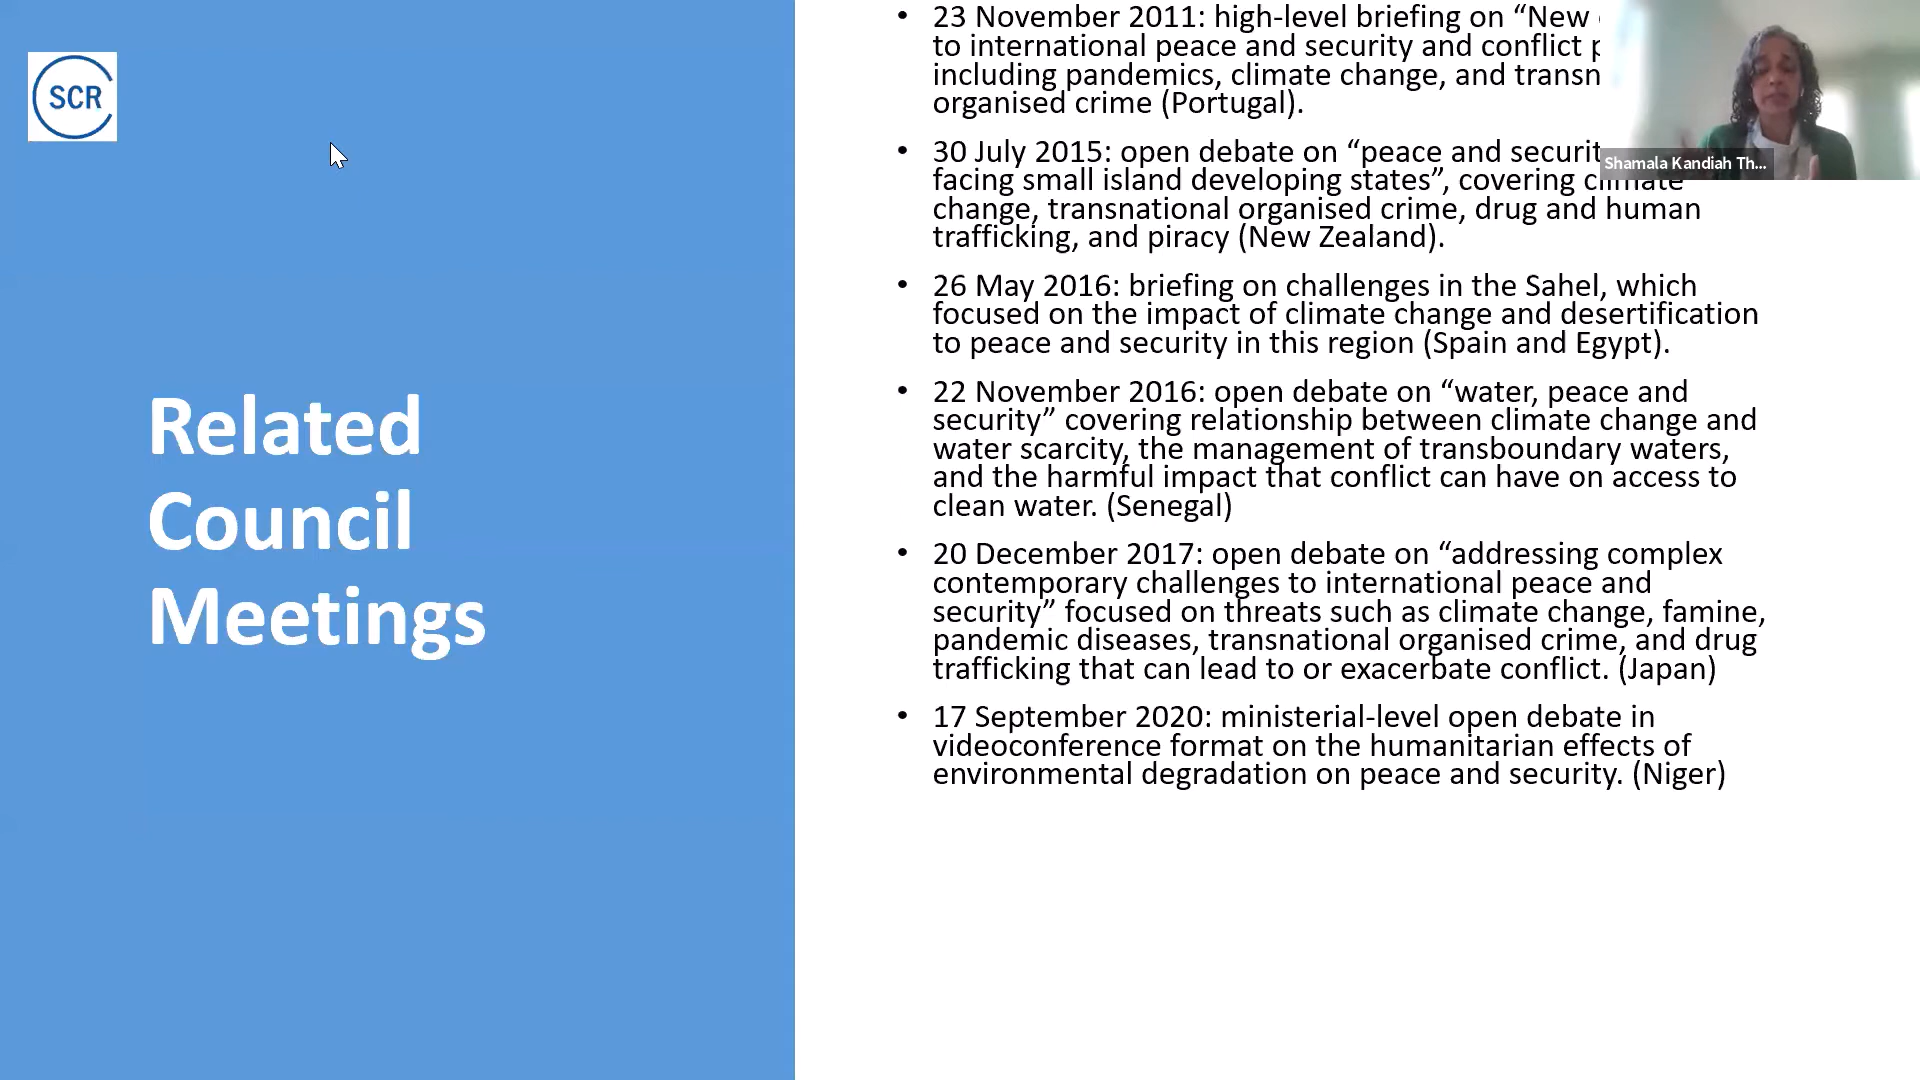 SCR
Related
Council
Meetings
• 23 November 2011: high-level briefing on “New
to international peace and security and conflict
including pandemics, climate change, and
organised crime (Portugal).
• 30 July 2015: open debate on “peace and
facing small island developing states”, covering climate
change, transnational organised crime, drug and human
trafficking, and piracy (New Zealand).
• 26 May 2016: briefing on challenges in the Sahel, which
focused on the impact of climate change and desertification
to peace and security in this region (Spain and Egypt).
• 22 November 2016: open debate on “water, peace and
security” covering relationship between climate change and
water scarcity, the management of transboundary waters,
and the harmful impact that conflict can have on access to
clean water. (Senegal)
• 20 December 2017: open debate on “addressing complex
contemporary challenges to international peace and
security” focused on threats such as climate change, famine,
pandemic diseases, transnational organised crime, and drug
trafficking that can lead to or exacerbate conflict. (Japan)
• 17 September 2020: ministerial-level open debate in
videoconference format on the humanitarian effects of
environmental degradation on peace and security. (Niger)
Shamala Kandiah Th...